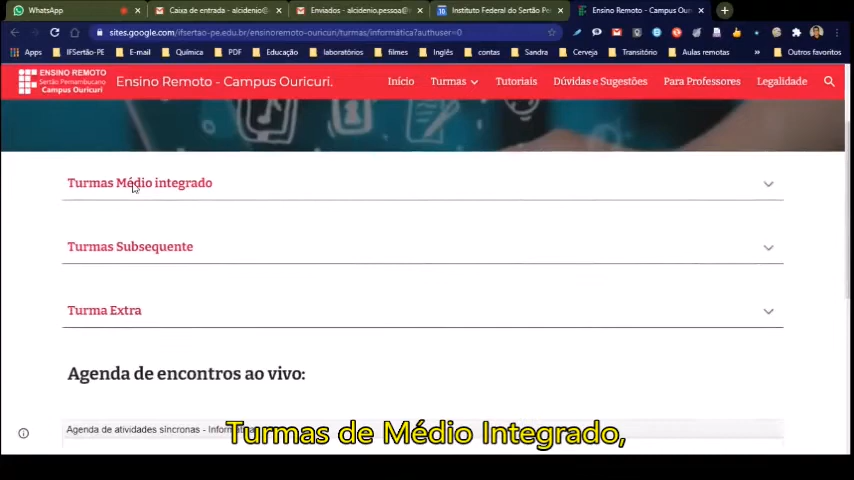 WhatsApp
Caixa de entrada - alcidenio@
Enviados - alcidenio.pessoa@
Instituto Federal do Sertão Pe
Ensino Remoto - Campus Our
sites.google.com/ifsertao-pe.edu.br/ensinoremoto-ouricuri/turmas/informática?authuser=0
Apps
IFSertão-PE
E-mail
Química
PDF
Educação
laboratórios
filmes
Inglês
contas
Sandra
Cerveja
Transitório
Aulas remotas
»
Outros favoritos
ENSINO REMOTO
Sertão Pernambucano
Campus Ouricuri
Ensino Remoto - Campus Ouricuri.
Início
Turmas
Tutoriais
Dúvidas e Sugestões
Para Professores
Legalidade
Turmas Médio integrado
Turmas Subsequente
Turma Extra
Agenda de encontros ao vivo:
Agenda de atividades síncronas - Informática
Turmas de Médio Integrado,